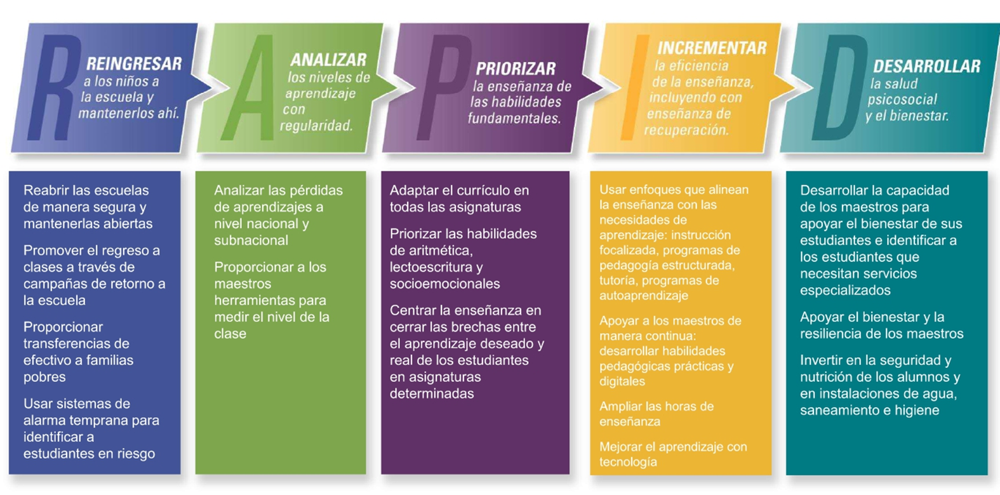 R
REINGRESAR
a los niños a
la escuela y
mantenerlos ahí.
A
ANALIZAR
los niveles de
aprendizaje
con
regularidad.
P
PRIORIZAR
la enseñanza de
las habilidades
fundamentales.
I
INCREMENTAR
la eficiencia
de la enseñanza,
incluyendo con
enseñanza de
recuperación.
D
DESARROLLAR
la salud
psicosocial
y el bienestar.
Reabrir las escuelas
de manera segura y
mantenerlas abiertas
Promover el regreso a
clases a través de
campañas de retorno a
la escuela
Proporcionar
transferencias de
efectivo a familias
pobres
Usar sistemas de
alarma temprana para
identificar a
estudiantes en riesgo
Analizar las pérdidas
de aprendizajes a
nivel nacional y
subnacional
Proporcionar a los
maestros
herramientas para
medir el nivel de la
clase
Adaptar el currículo en
todas las asignaturas
Priorizar las habilidades
de aritmética,
lectoescritura y
socioemocionales
Centrar la enseñanza en
cerrar las brechas entre
el aprendizaje deseado y
real de los estudiantes
en asignaturas
determinadas
Usar enfoques que alinean
la enseñanza con las
necesidades de
aprendizaje: instrucción
focalizada, programas de
pedagogía estructurada,
tutoría, programas de
autoaprendizaje
Apoyar a los maestros de
manera continua:
desarrollar habilidades
pedagógicas prácticas y
digitales
Ampliar las horas de
enseñanza
Mejorar el aprendizaje con
tecnología
Desarrollar la capacidad
de los maestros para
apoyar el bienestar de sus
estudiantes e identificar a
los estudiantes que
necesitan servicios
especializados
Apoyar el bienestar y la
resiliencia de los maestros
Invertir en la seguridad y
nutrición de los alumnos y
en instalaciones de agua,
saneamiento e higiene